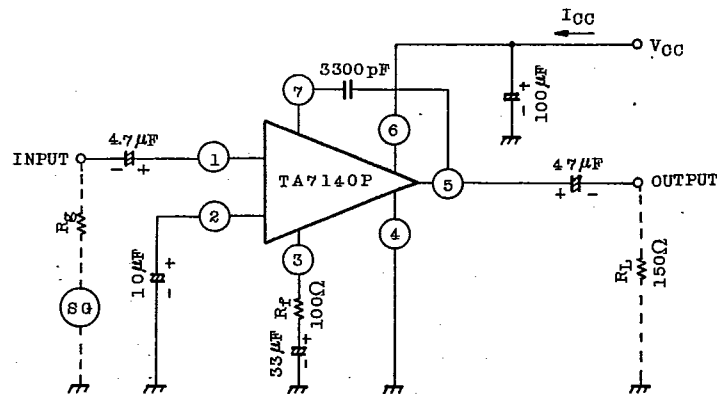 ICC
VCC
3300pF
7
- + 100μF
6
4.7μF
INPUT
- +
1
TA7140P
5
47μF
+ -
OUTPUT
2
Rg
10μF
+
-
3
4
Rf
100Ω
SG
33μF
+
-
RL
150Ω